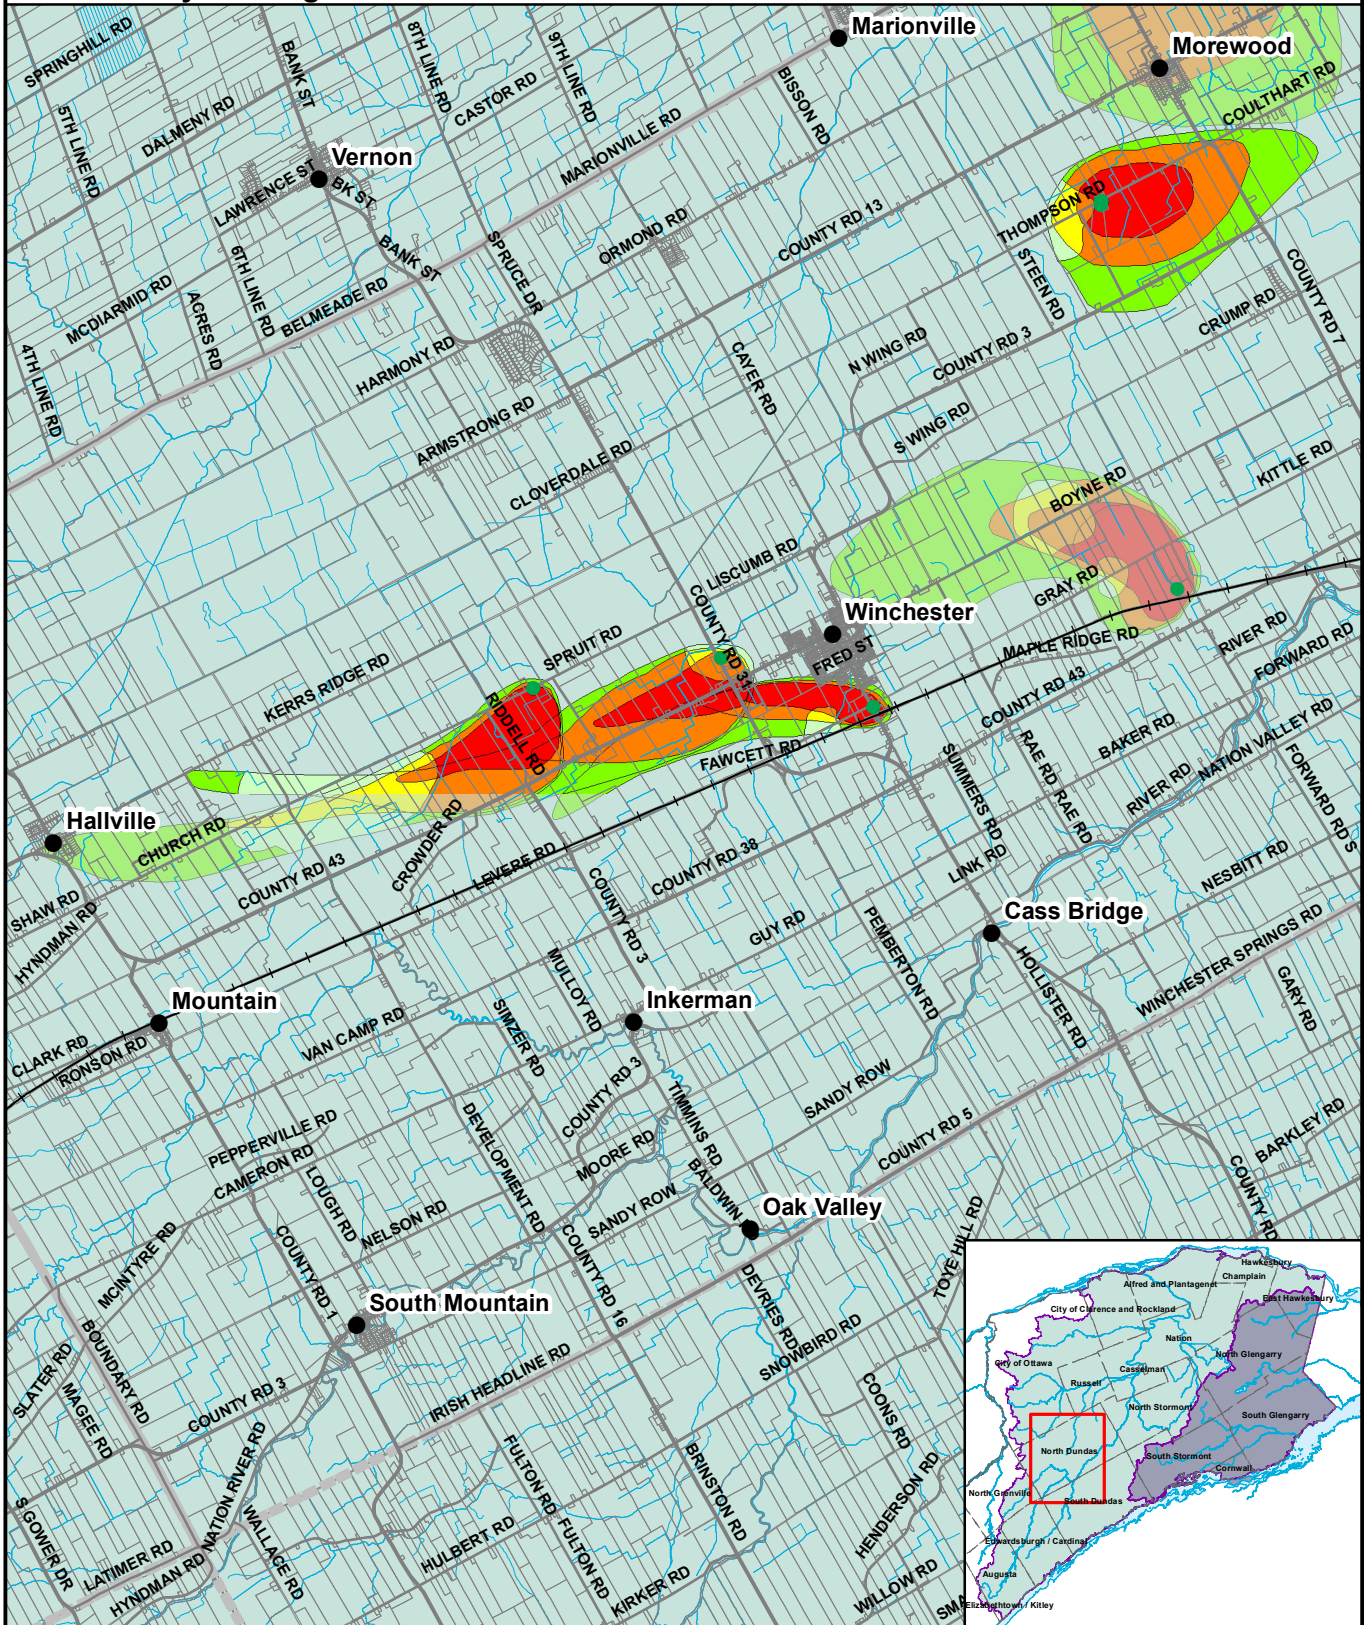 SPRINGHILL RD
BANK ST
8TH LINE RD
9TH LINE RD
Marionville
Morewood
5TH LINE RD
DALMENY RD
CASTOR RD
BISSON RD
COULTHART RD
MARIONVILLE RD
Vernon
LAWRENCE ST
BK ST
THOMPSON RD
6TH LINE RD
BANK ST
SPRUCE DR
ORMOND RD
COUNTY RD 13
STEEN RD
COUNTY RD 7
MCDIARMID RD
ACRES RD
BELMEADE RD
CRUMP RD
4TH LINE RD
HARMONY RD
CAYER RD
N WING RD
COUNTY RD 3
ARMSTRONG RD
S WING RD
CLOVERDALE RD
BOYNE RD
KITTLE RD
LISCUMB RD
GRAY RD
COUNTY RD 31
Winchester
FRED ST
MAPLE RIDGE RD
RIVER RD
FORWARD RD
SPRUIT RD
KERRS RIDGE RD
RIDDELL RD
COUNTY RD 43
NATION VALLEY RD
BAKER RD
FAWCETT RD
SUMMERS RD
RAE RD
RAE RD
RIVER RD
FORWARD RD S
Hallville
CHURCH RD
CROWDER RD
LEVERE RD
COUNTY RD 43
COUNTY RD 38
LINK RD
NESBITT RD
SHAW RD
HYNDMAN RD
COUNTY RD 3
GUY RD
PEMBERTON RD
Cass Bridge
WINCHESTER SPRINGS RD
HOLLISTER RD
GARY RD
MULLOY RD
Mountain
Inkerman
SIMZER RD
VAN CAMP RD
CLARK RD
RONSON RD
COUNTY RD 3
TIMMINS RD
SANDY ROW
DEVELOPMENT RD
COUNTY RD 5
BARKLEY RD
PEPPERVILLE RD
CAMERON RD
LOUGH RD
MOORE RD
BALDWIN
COUNTY RD
SANDY ROW
Oak Valley
NELSON RD
TOYE HILL RD
MCINTYRE RD
COUNTY RD 1
COUNTY RD 16
DEVRIES RD
South Mountain
BOUNDARY RD
SNOWBIRD RD
SLATER RD
MAGEE RD
IRISH HEADLINE RD
COUNTY RD 3
COONS RD
NATION RIVER RD
FULTON RD
BRINSTON RD
HENDERSON RD
S GOWER DR
WALLACE RD
HULBERT RD
FULTON RD
LATIMER RD
HYNDMAN RD
KIRKER RD
WILLOW RD
SMA
Hawkesbury
Champlain
Alfred and Plantagenet
East Hawkesbury
City of Clarence and Rockland
Nation
North Glengarry
City of Ottawa
Casselman
Russell
North Stormont
South Glengarry
North Dundas
South Stormont
Cornwall
North Grenville
South Dundas
Edwardsburgh / Cardinal
Augusta
Elizabethtown / Kitley